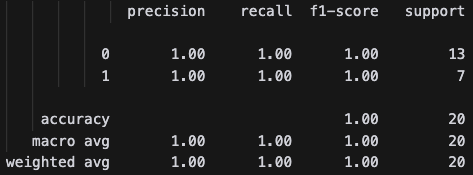 precision recall f1-score support
0 1.00 1.00 1.00 13
1 1.00 1.00 1.00 7
accuracy 1.00 20
macro avg 1.00 1.00 1.00 20
weighted avg 1.00 1.00 1.00 20